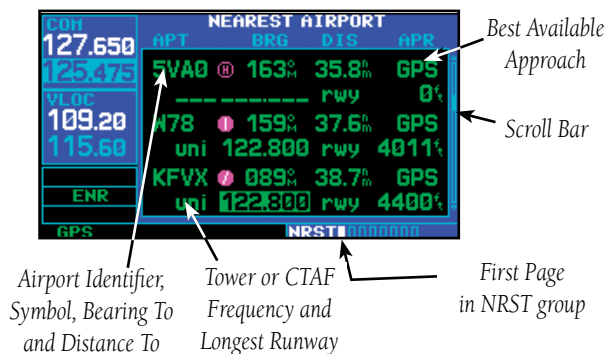 COM
NEAREST AIRPORT
127.650
APT BRG DIS APR
125.475
5VA0 H 163°M 35.8nm GPS
___ ___.___ rwy 0ft
VLOC
109.20
W78 159°M 37.6nm GPS
115.60
uni 122.800 rwy 4011ft
KFVX 089°M 38.7nm GPS
ENR
uni 122.800 rwy 4400ft
GPS
NRST
Best Available
Approach
Scroll Bar
Airport Identifier,
Symbol, Bearing To
and Distance To
Tower or CTAF
Frequency and
Longest Runway
First Page
in NRST group